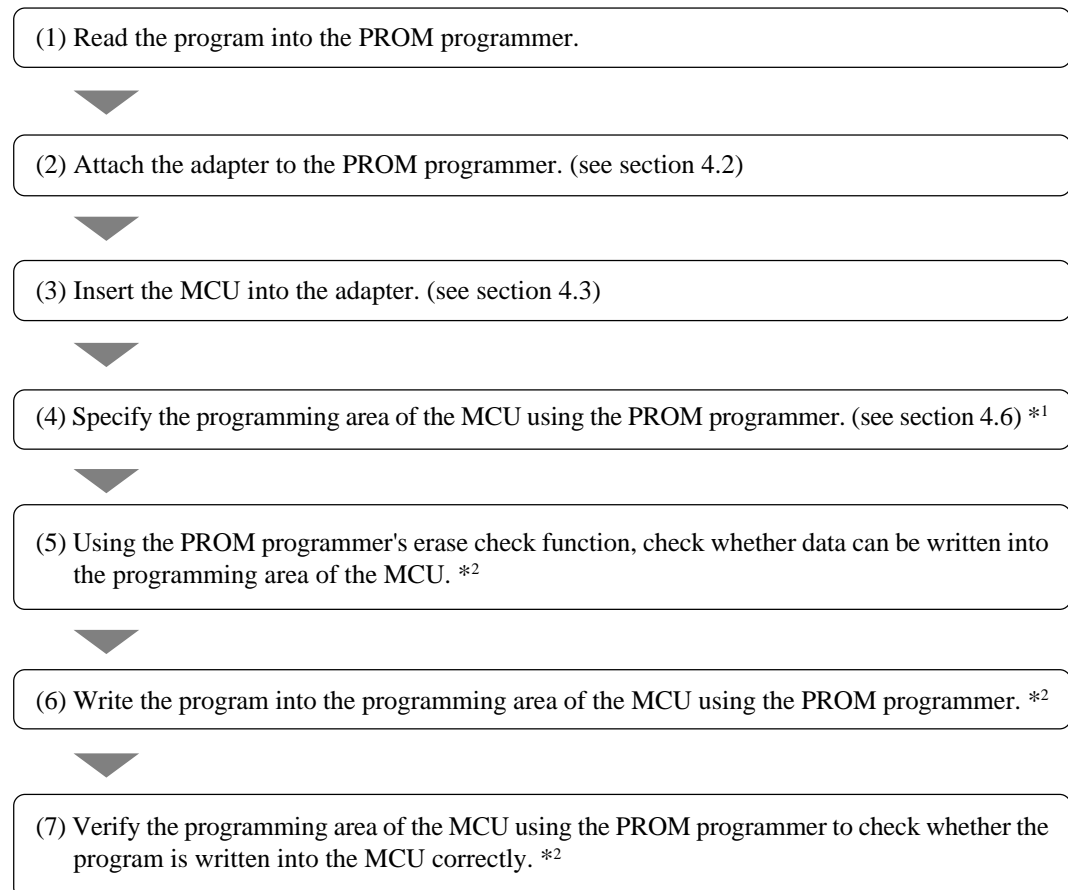 (1) Read the program into the PROM programmer.
(2) Attach the adapter to the PROM programmer. (see section 4.2)
(3) Insert the MCU into the adapter. (see section 4.3)
(4) Specify the programming area of the MCU using the PROM programmer. (see section 4.6) *1
(5) Using the PROM programmer's erase check function, check whether data can be written into
the programming area of the MCU. *2
(6) Write the program into the programming area of the MCU using the PROM programmer. *2
(7) Verify the programming area of the MCU using the PROM programmer to check whether the
program is written into the MCU correctly. *2